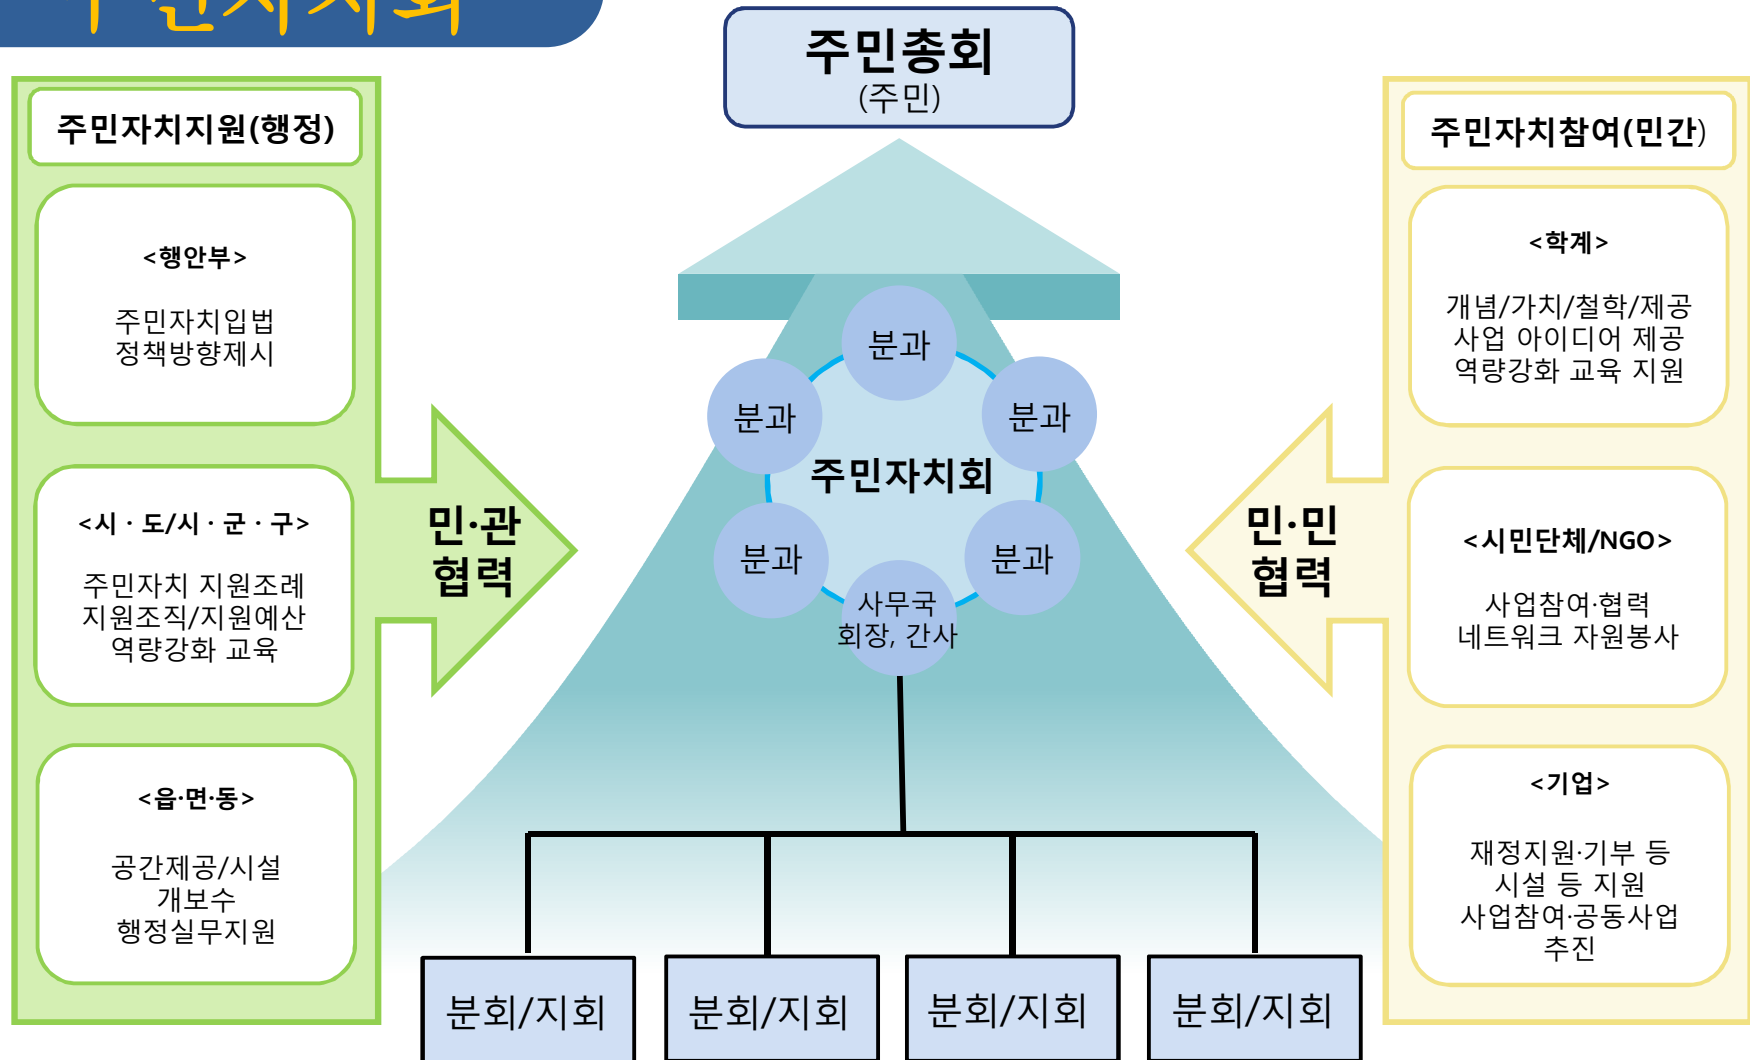 주민자치회
주민총회
(주민)
주민자치지원(행정)
<행안부>
주민자치입법
정책방향제시
<시·도/시·군·구>
주민자치 지원조례
지원조직/지원예산
역량강화 교육
<읍·면·동>
공간제공/시설
개보수
행정실무지원
민·관
협력
분과
분과
분과
주민자치회
분과
분과
사무국
회장, 간사
분회/지회
분회/지회
분회/지회
분회/지회
민·민
협력
주민자치참여(민간)
<학계>
개념/가치/철학/제공
사업 아이디어 제공
역량강화 교육 지원
<시민단체/NGO>
사업참여·협력
네트워크 자원봉사
<기업>
재정지원·기부 등
시설 등 지원
사업참여·공동사업
추진